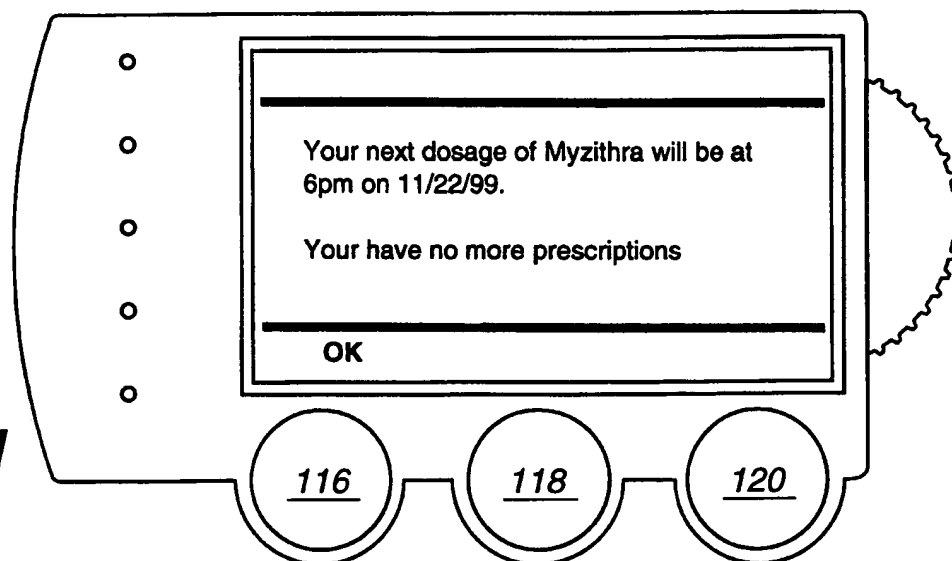 Your next dosage of Myzithra will be at
6pm on 11/22/99.
Your have no more prescriptions
OK
116 118 120